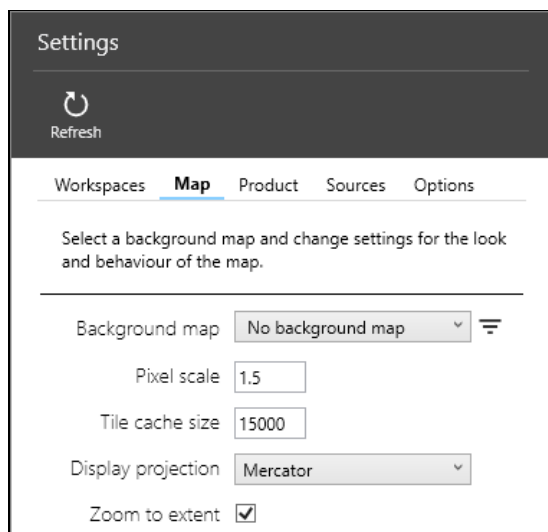 Settings
Refresh
Workspaces Map Product Sources Options
Select a background map and change settings for the look
and behaviour of the map.
Background map No background map
Pixel scale 1.5
Tile cache size 15000
Display projection Mercator
Zoom to extent